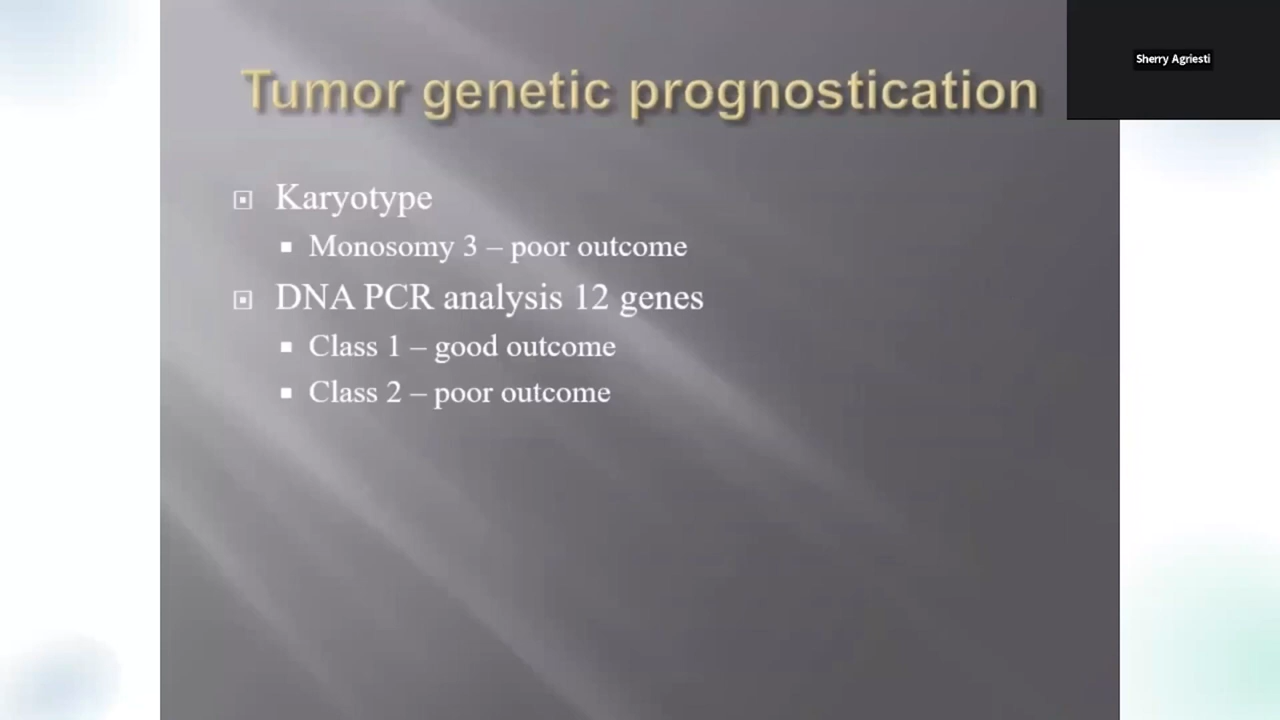 Tumor genetic prognostication
Sherry Agriesti
Karyotype
Monosomy 3 – poor outcome
DNA PCR analysis 12 genes
Class 1 – good outcome
Class 2 – poor outcome